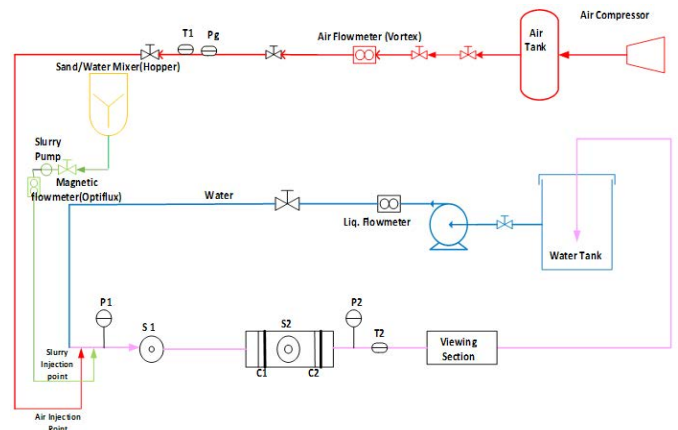 Air Compressor
T1
Pg
Air Flowmeter (Vortex)
Air
Tank
Sand/Water Mixer(Hopper)
Slurry
Pump
Magnetic
flowmeter(Optiflux)
Water
Liq. Flowmeter
Water Tank
P1
S 1
S2
P2
T2
C1
C2
Viewing
Section
Slurry
Injection
point
Air Injection
Point